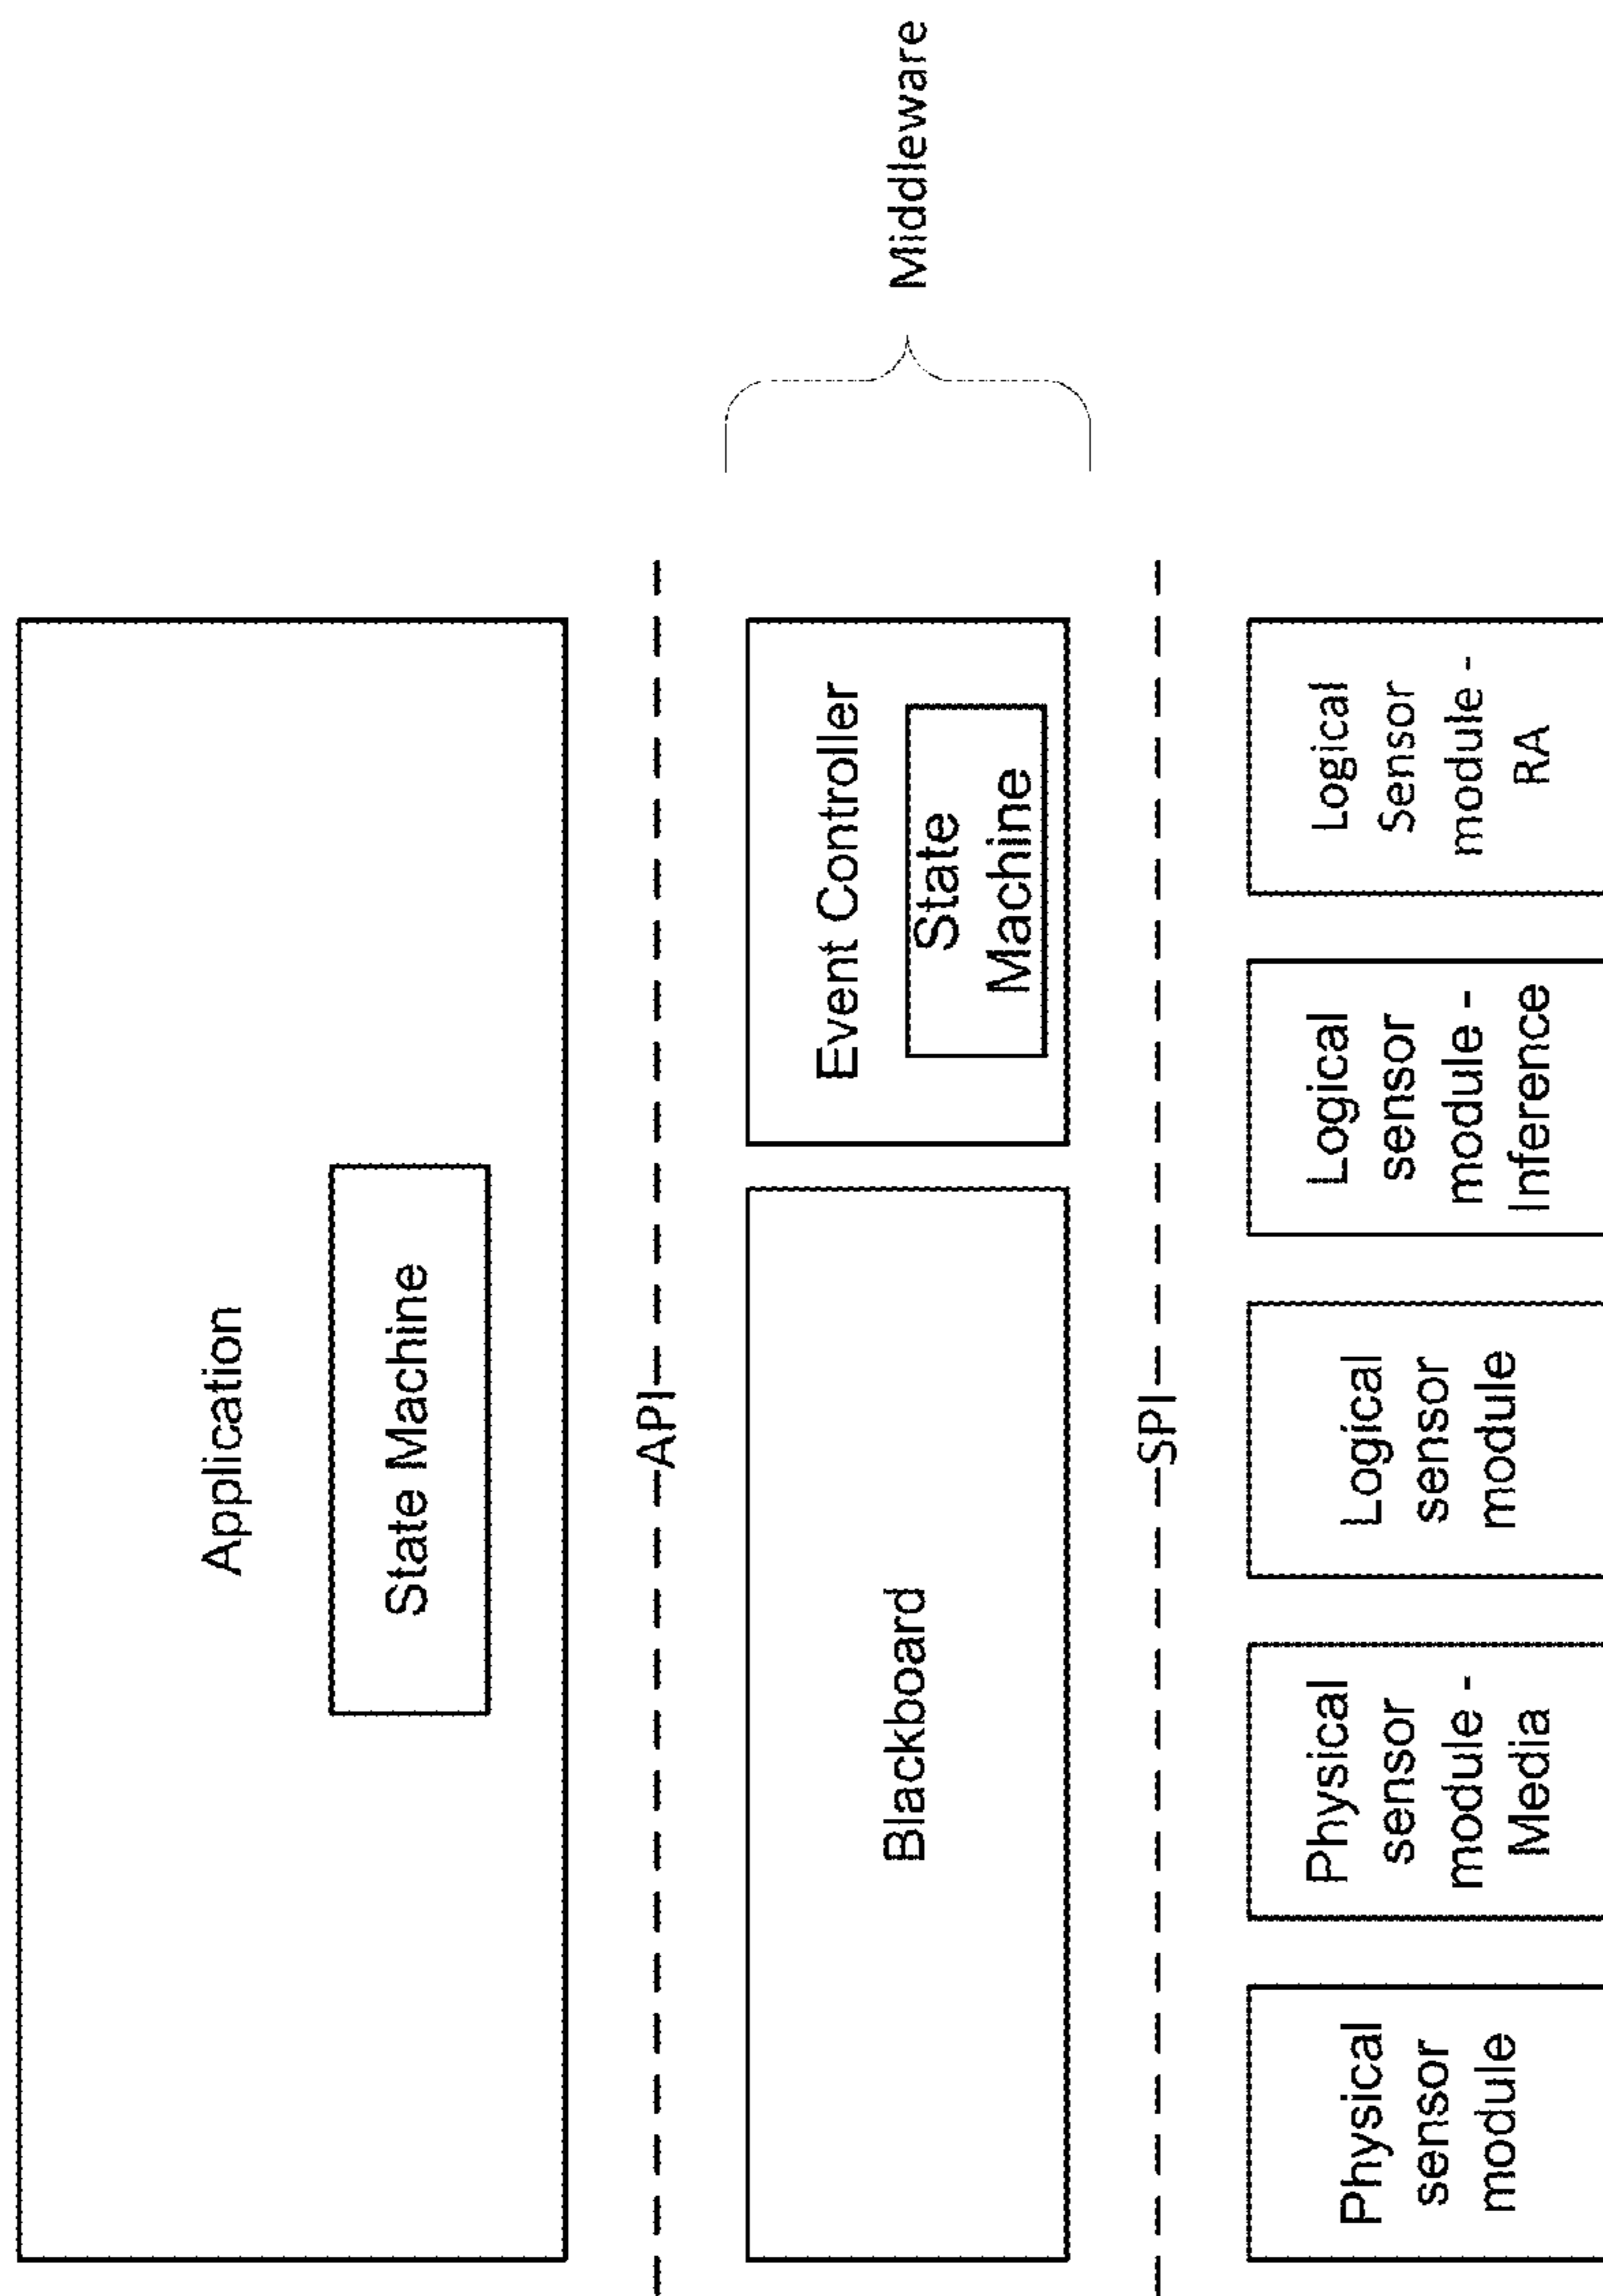 Application
State Machine
API
Middleware
Blackboard
Event Controller
State
Machine
SPI
Physical
sensor
module
Physical
sensor
module -
Media
Logical
sensor
module
Logical
sensor
module -
Inference
Logical
Sensor
module -
RA